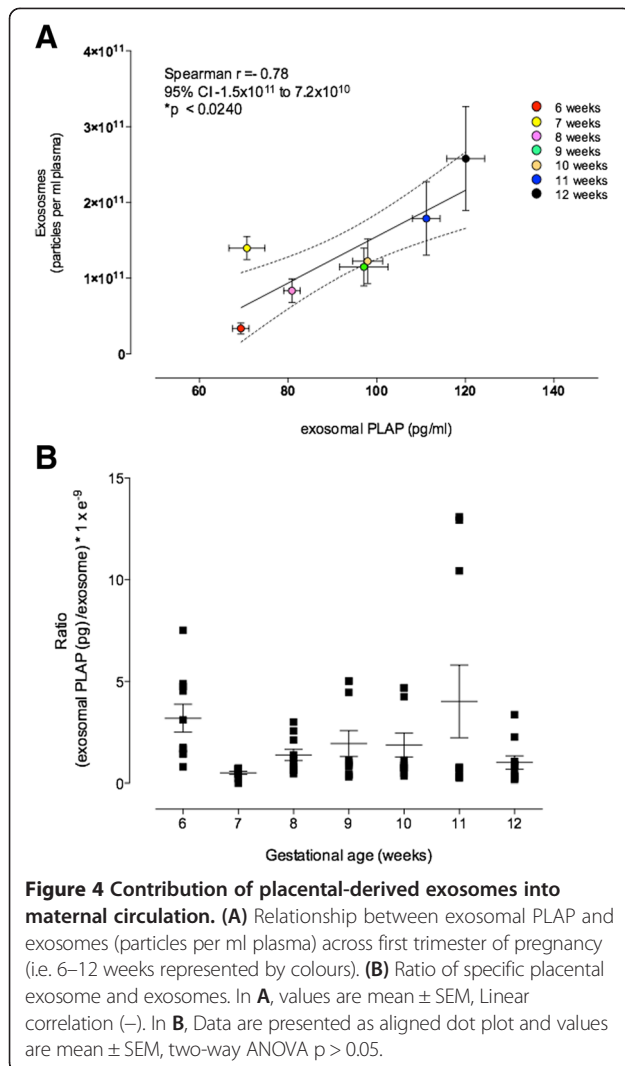 A
4×10¹¹
3×10¹¹
2×10¹¹
1×10¹¹
0
Exososmes
(particles per ml plasma)
Spearman r =- 0.78
95% CI -1.5x10¹¹ to 7.2x10¹⁰
*p < 0.0240
6 weeks
7 weeks
8 weeks
9 weeks
10 weeks
11 weeks
12 weeks
60 80 100 120 140
exosomal PLAP (pg/ml)
B
15
10
5
0
Ratio
(exosomal PLAP (pg) /exosome) * 1 x e⁻⁹
6 7 8 9 10 11 12
Gestational age (weeks)
Figure 4 Contribution of placental-derived exosomes into
maternal circulation. (A) Relationship between exosomal PLAP and
exosomes (particles per ml plasma) across first trimester of pregnancy
(i.e. 6–12 weeks represented by colours). (B) Ratio of specific placental
exosome and exosomes. In A, values are mean ± SEM, Linear
correlation (−). In B, Data are presented as aligned dot plot and values
are mean ± SEM, two-way ANOVA p > 0.05.